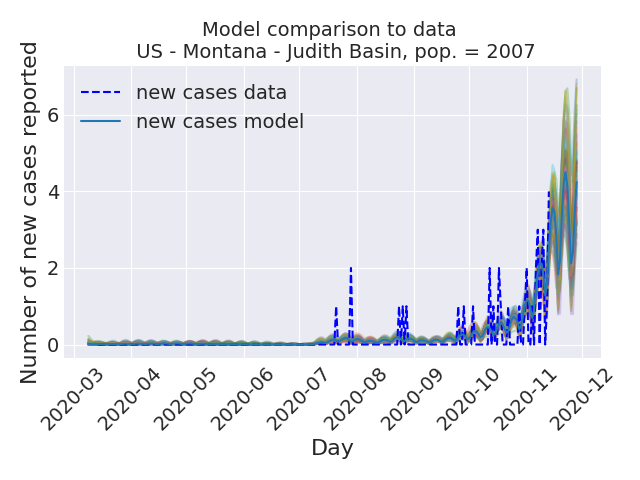 Model comparison to data
US - Montana - Judith Basin, pop. = 2007
Number of new cases reported
6
4
2
0
new cases data
new cases model
2020-03
2020-04
2020-05
2020-06
2020-07
2020-08
2020-09
2020-10
2020-11
2020-12
Day